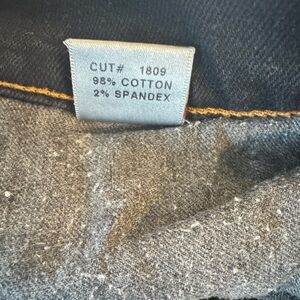 CUT# 1809
98% COTTON
2% SPANDEX